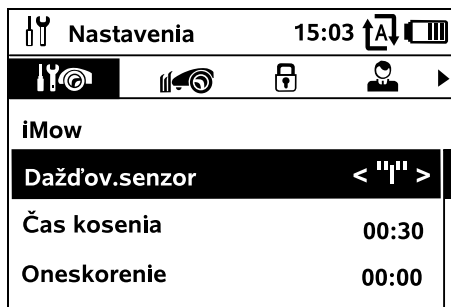 Nastavenia 15:03 A
iMow
Dažďov.senzor < "I" >
Čas kosenia 00:30
Oneskorenie 00:00